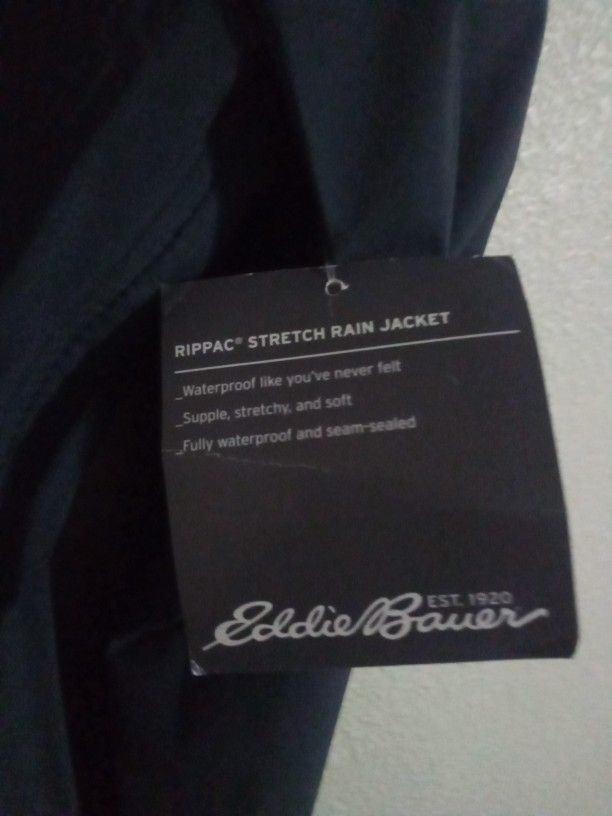 RIPPAC® STRETCH RAIN JACKET
_Waterproof like you've never felt
_Supple, stretchy, and soft
_Fully waterproof and seam-sealed
EST. 1920
Eddie Bauer